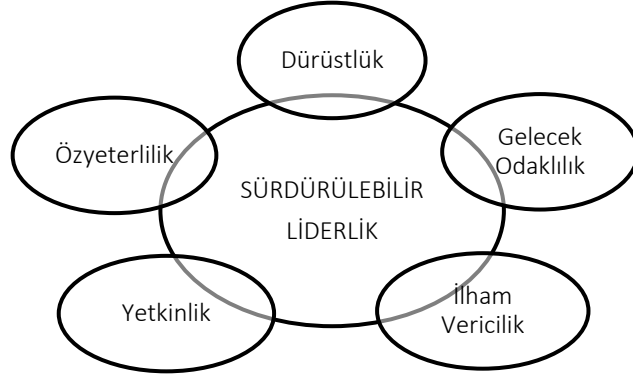 Dürüstlük
Özyeterlilik
Gelecek
Odaklılık
SÜRDÜRÜLEBİLİR
LİDERLİK
Yetkinlik
İlham
Vericilik